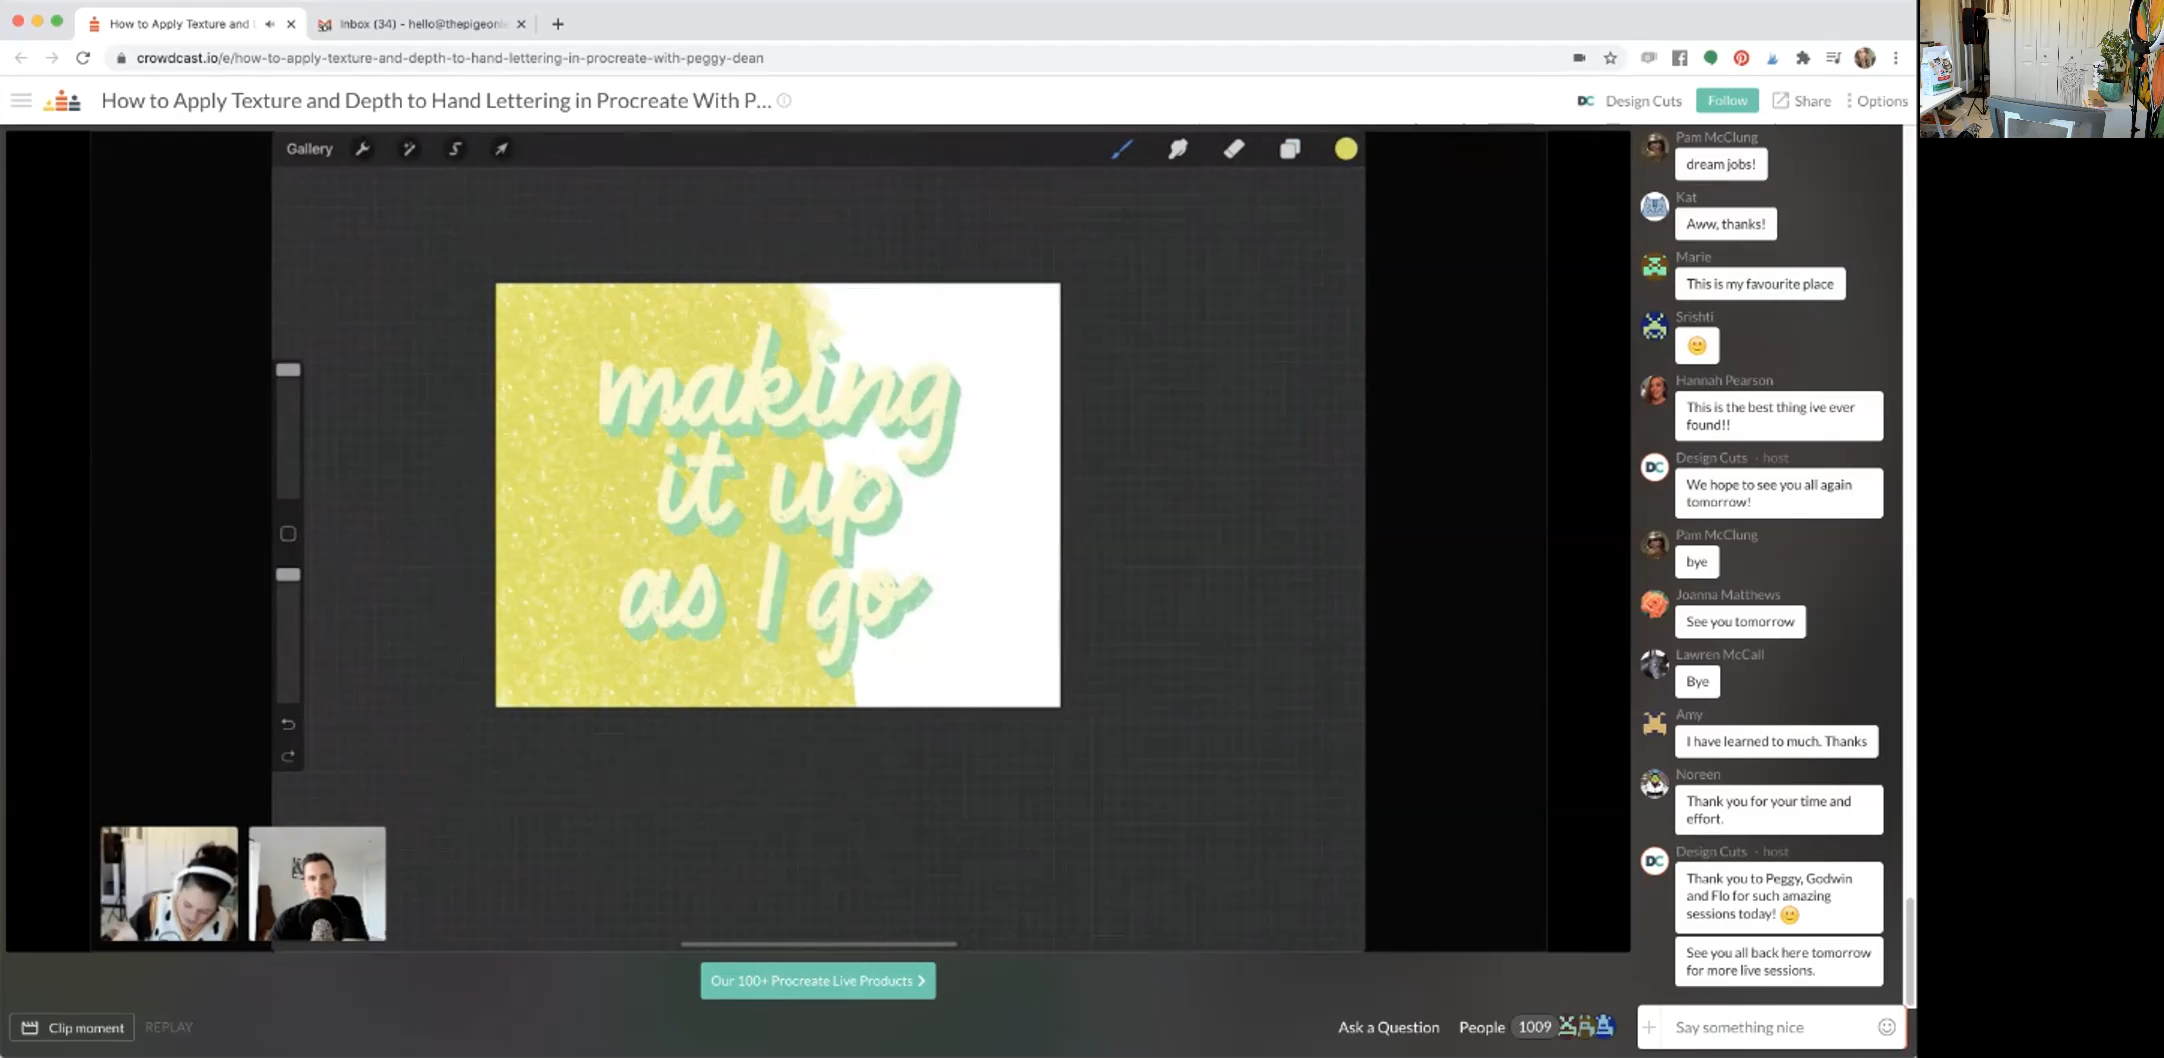 How to Apply Texture and
Inbox (34) - hello@thepigeonle
crowdcast.io/e/how-to-apply-texture-and-depth-to-hand-lettering-in-procreate-with-peggy-dean
How to Apply Texture and Depth to Hand Lettering in Procreate With P...
DC Design Cuts Follow Share Options
Gallery
making
it up
as I go
Our 100+ Procreate Live Products
Clip moment REPLAY
Ask a Question People 1009
Pam McClung
dream jobs!
Kat
Aww, thanks!
Marie
This is my favourite place
Srishti
Hannah Pearson
This is the best thing ive ever
found!!
DC Design Cuts - host
We hope to see you all again
tomorrow!
Pam McClung
bye
Joanna Matthews
See you tomorrow
Lawren McCall
Bye
Amy
I have learned to much. Thanks
Noreen
Thank you for your time and
effort.
DC Design Cuts - host
Thank you to Peggy, Godwin
and Flo for such amazing
sessions today! 🙂
See you all back here tomorrow
for more live sessions.
Say something nice